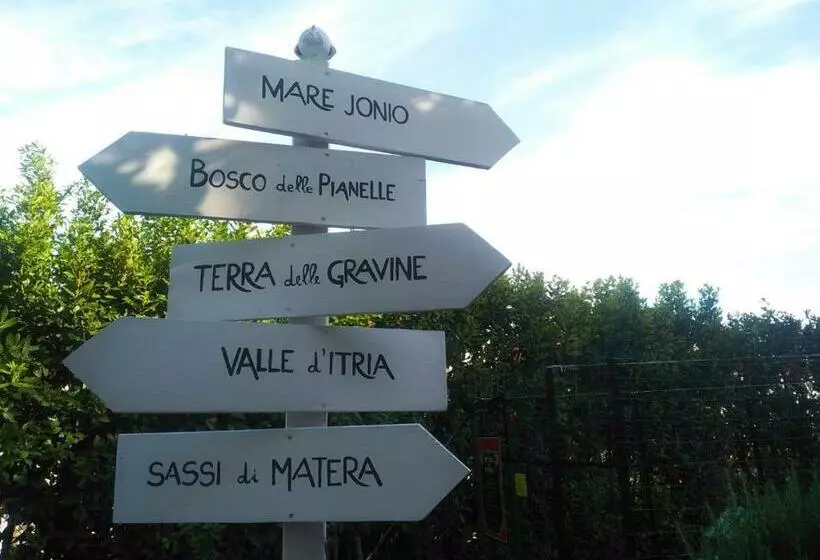 MARE JONIO
BOSCO delle PIANELLE
TERRA delle GRAVINE
VALLE d'ITRIA
SASSI di MATERA